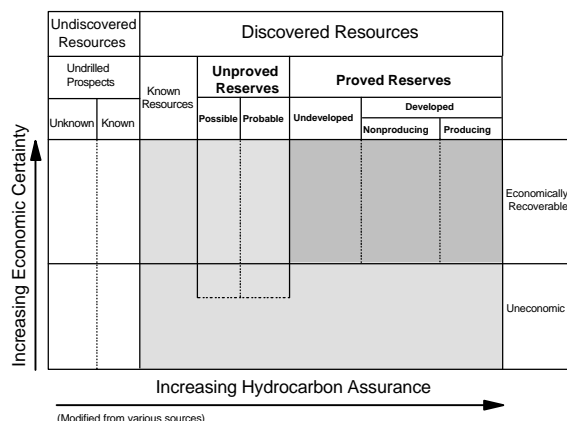 Undiscovered
Resources
Discovered Resources
Undrilled
Prospects
Known
Resources
Unproved
Reserves
Proved Reserves
Unknown
Known
Possible
Probable
Undeveloped
Developed
Nonproducing
Producing
Increasing Economic Certainty
Economically
Recoverable
Uneconomic
Increasing Hydrocarbon Assurance
(Modified from various sources)